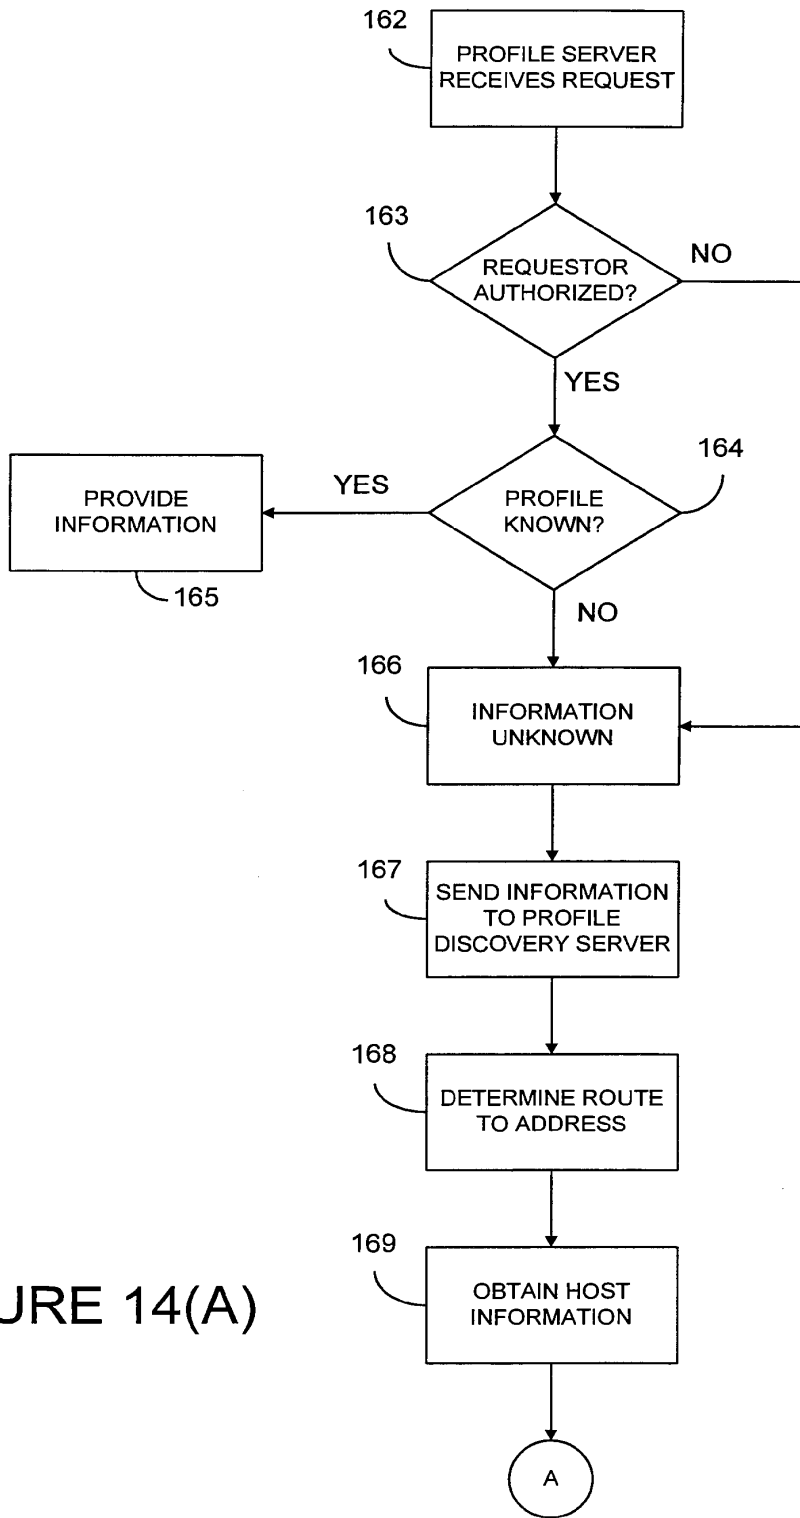 162
PROFILE SERVER
RECEIVES REQUEST
163
REQUESTOR
AUTHORIZED?
NO
YES
164
PROFILE
KNOWN?
YES
PROVIDE
INFORMATION
165
NO
166
INFORMATION
UNKNOWN
167
SEND INFORMATION
TO PROFILE
DISCOVERY SERVER
168
DETERMINE ROUTE
TO ADDRESS
169
OBTAIN HOST
INFORMATION
URE 14(A)
A